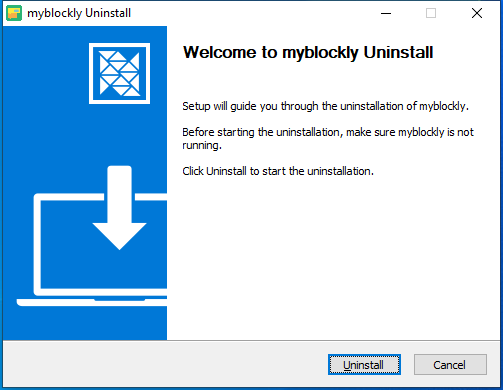 myblockly Uninstall
Welcome to myblockly Uninstall
Setup will guide you through the uninstallation of myblockly.
Before starting the uninstallation, make sure myblockly is not
running.
Click Uninstall to start the uninstallation.
Uninstall
Cancel